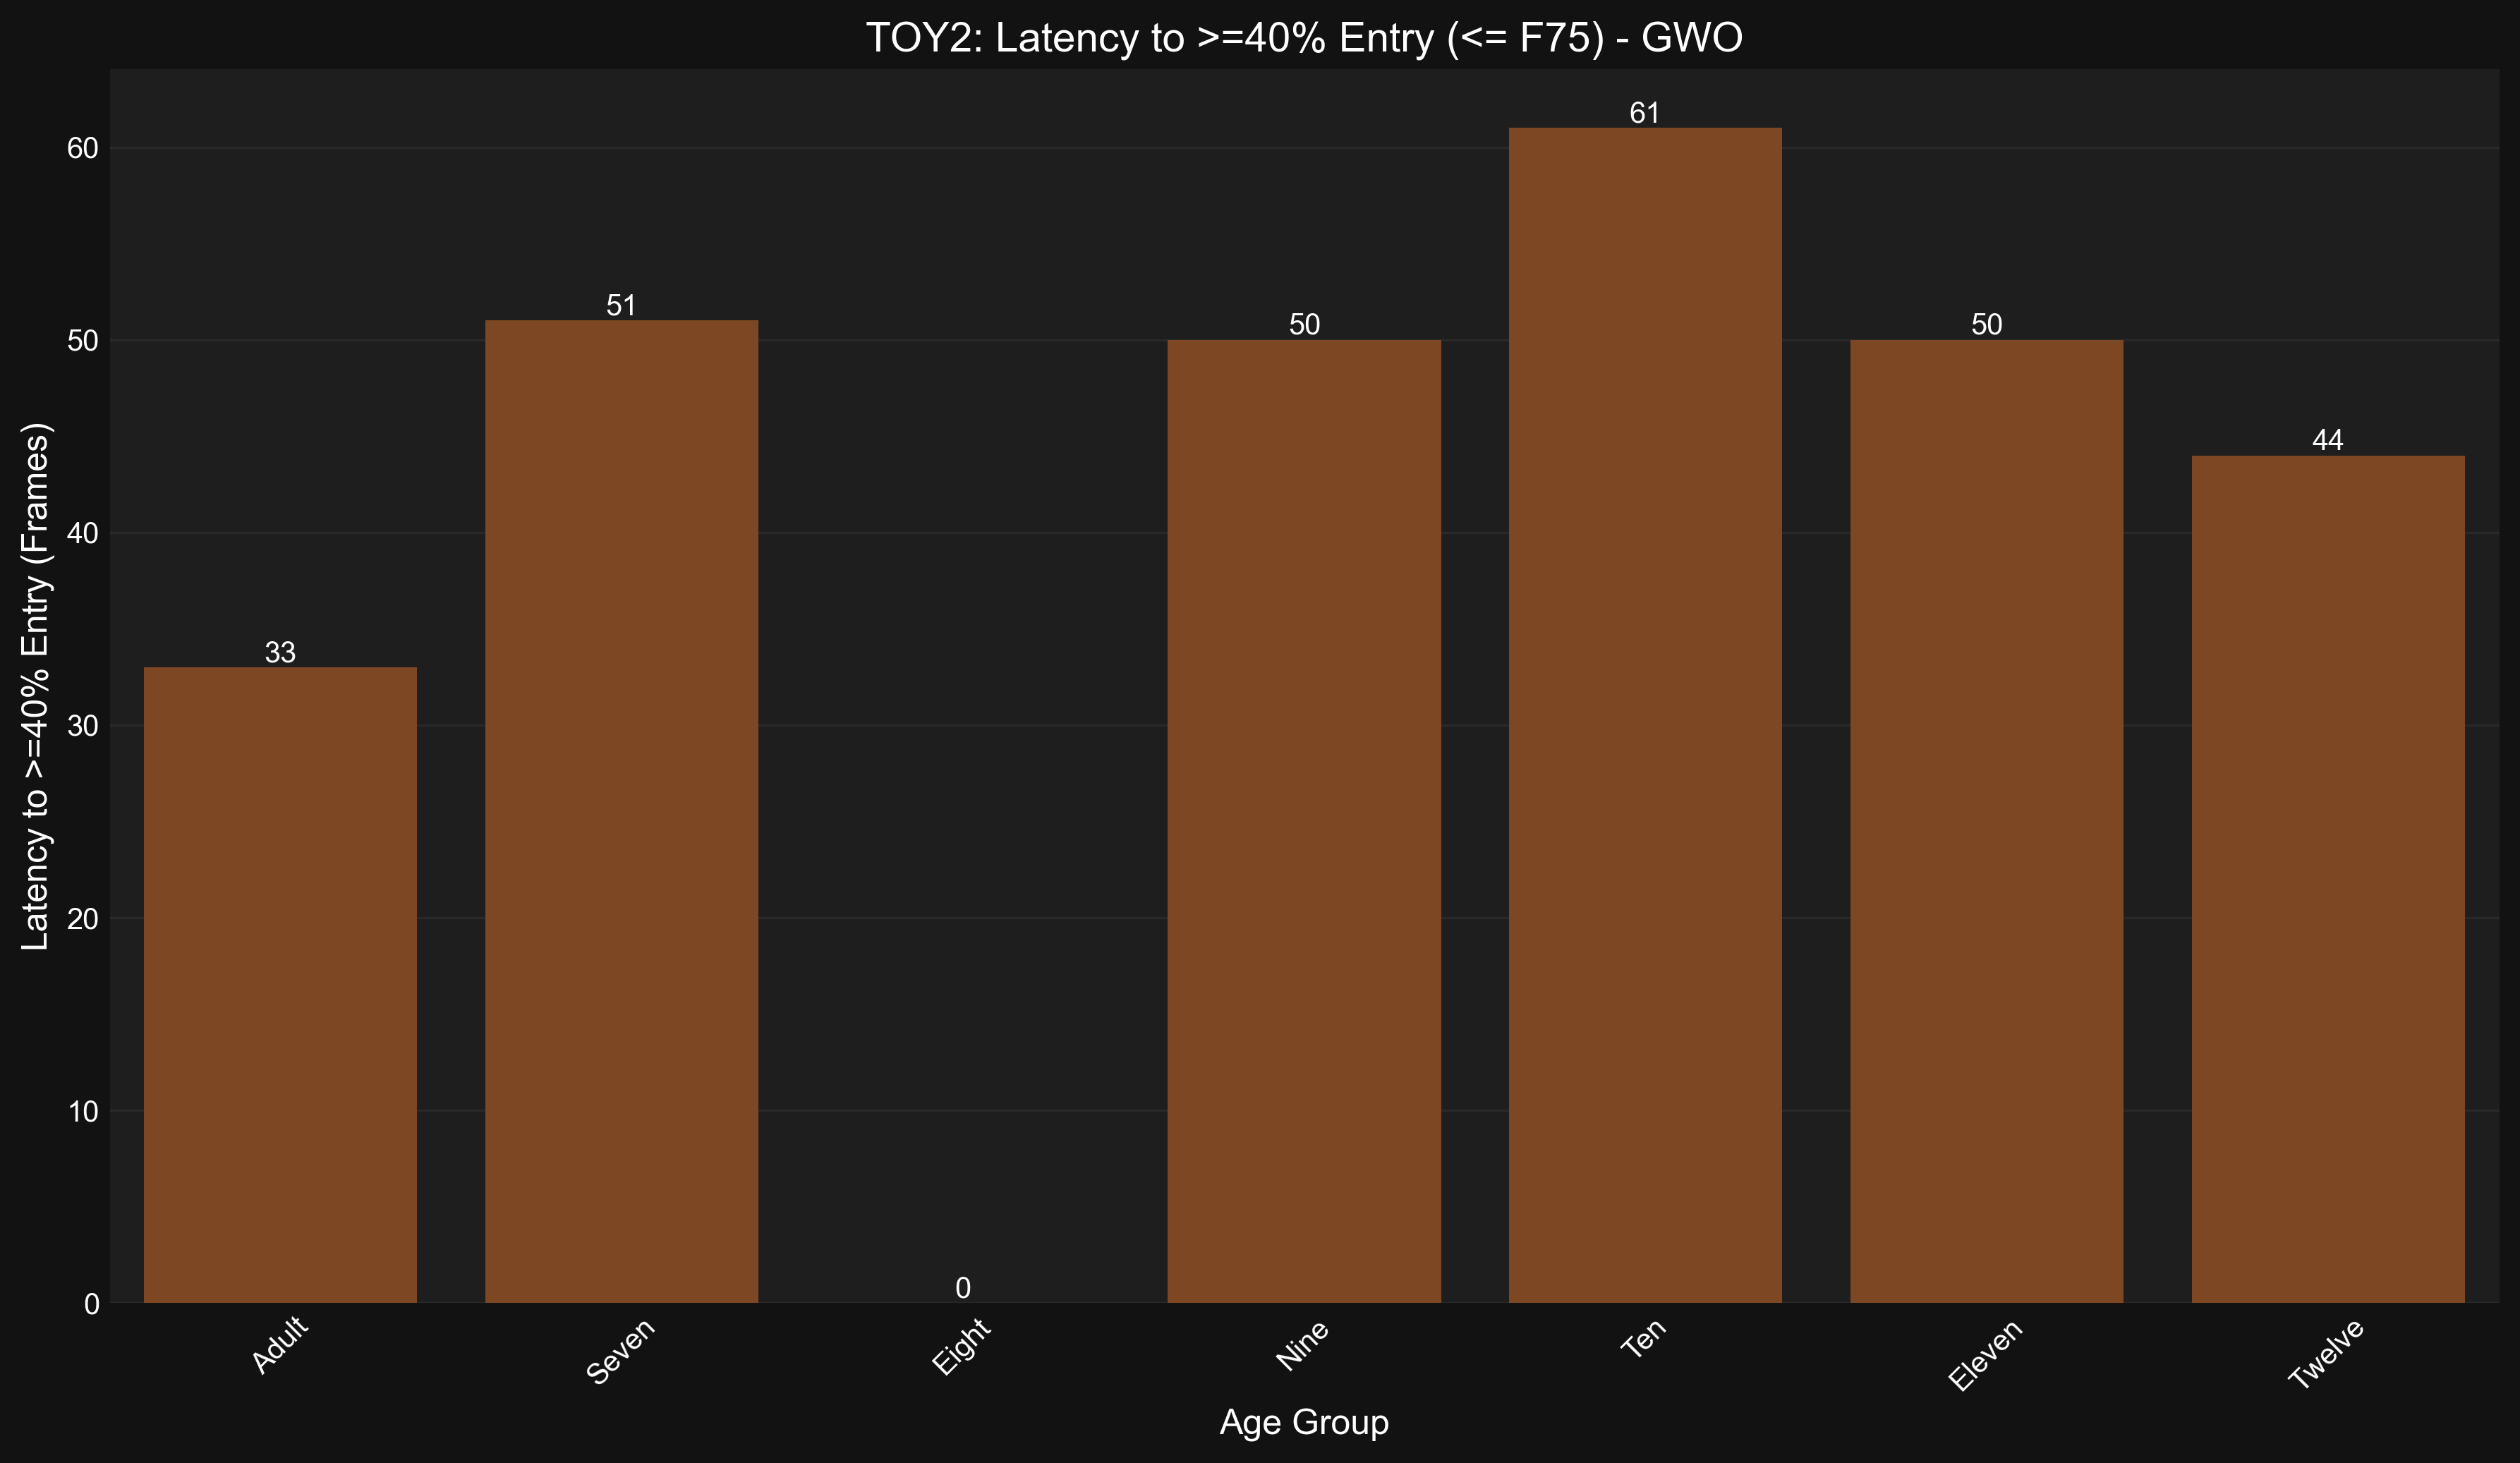 TOY2: Latency to >=40% Entry (<= F75) - GWO
Latency to >=40% Entry (Frames)
60
50
40
30
20
10
0
33
51
0
50
61
50
44
Adult
Seven
Eight
Nine
Ten
Eleven
Twelve
Age Group